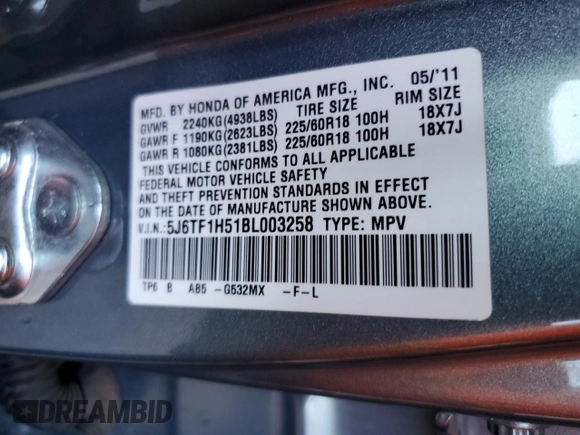 MFD. BY HONDA OF AMERICA MFG., INC. 05/'11
GVWR 2240KG(4938LBS) TIRE SIZE RIM SIZE
GAWR F 1190KG(2623LBS) 225/60R18 100H 18X7J
GAWR R 1080KG(2381LBS) 225/60R18 100H 18X7J
THIS VEHICLE CONFORMS TO ALL APPLICABLE
FEDERAL MOTOR VEHICLE SAFETY
AND THEFT PREVENTION STANDARDS IN EFFECT
ON THE DATE OF MANUFACTURE SHOWN ABOVE.
V.I.N.:5J6TF1H51BL003258 TYPE: MPV
TP6 B A85 -G532MX -F-L
DREAMBID